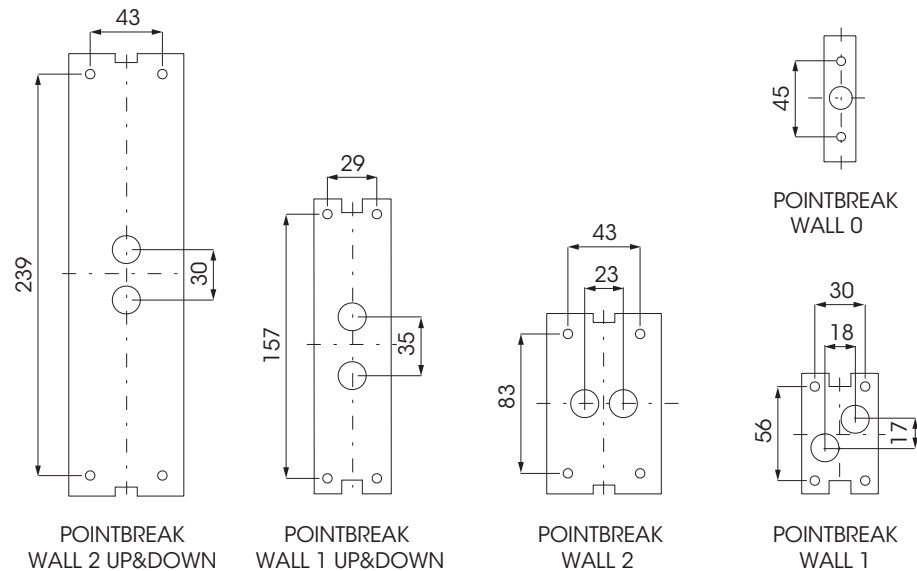 43
239
30
POINTBREAK
WALL 2 UP&DOWN
29
157
35
POINTBREAK
WALL 1 UP&DOWN
43
23
83
POINTBREAK
WALL 2
45
POINTBREAK
WALL 0
30
18
56
17
POINTBREAK
WALL 1